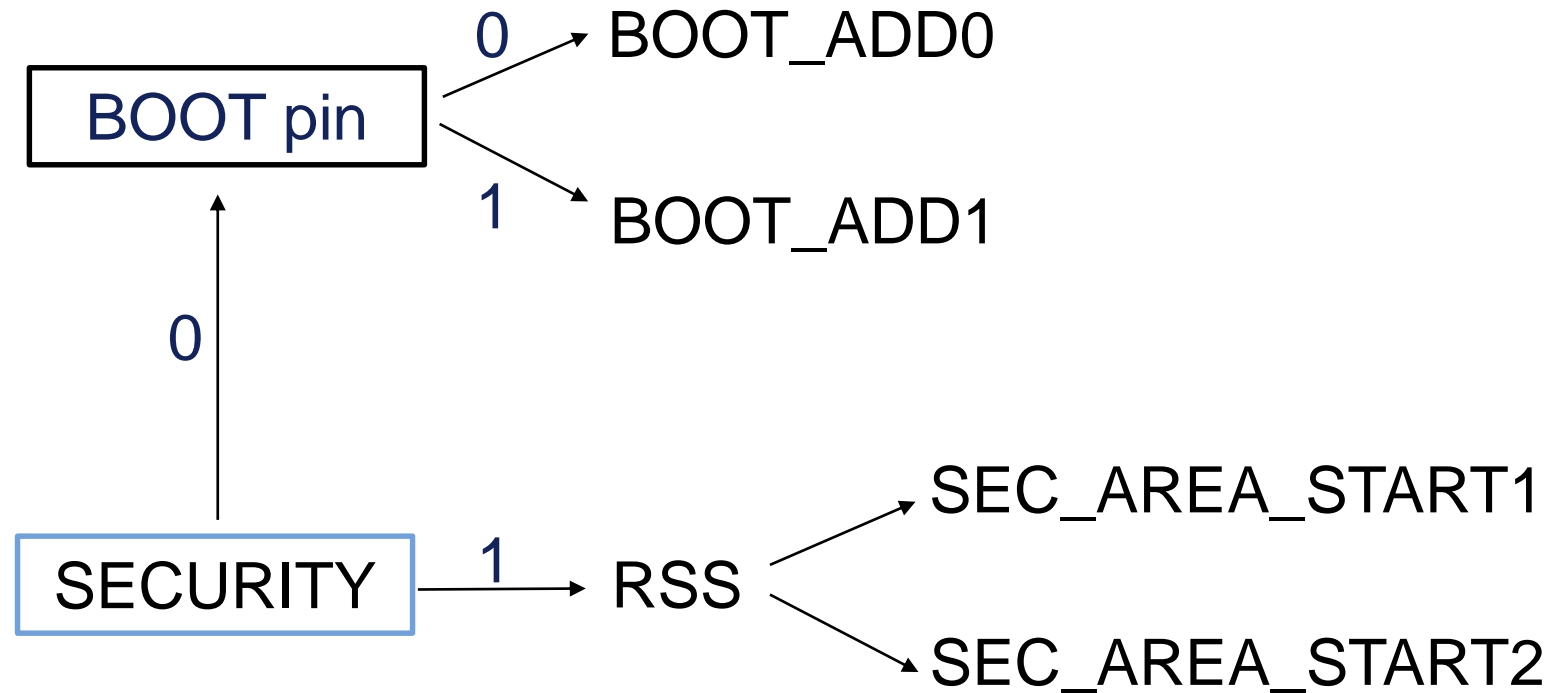 0
BOOT_ADD0
BOOT pin
1
BOOT_ADD1
0
SEC_AREA_START1
SECURITY
1
RSS
SEC_AREA_START2